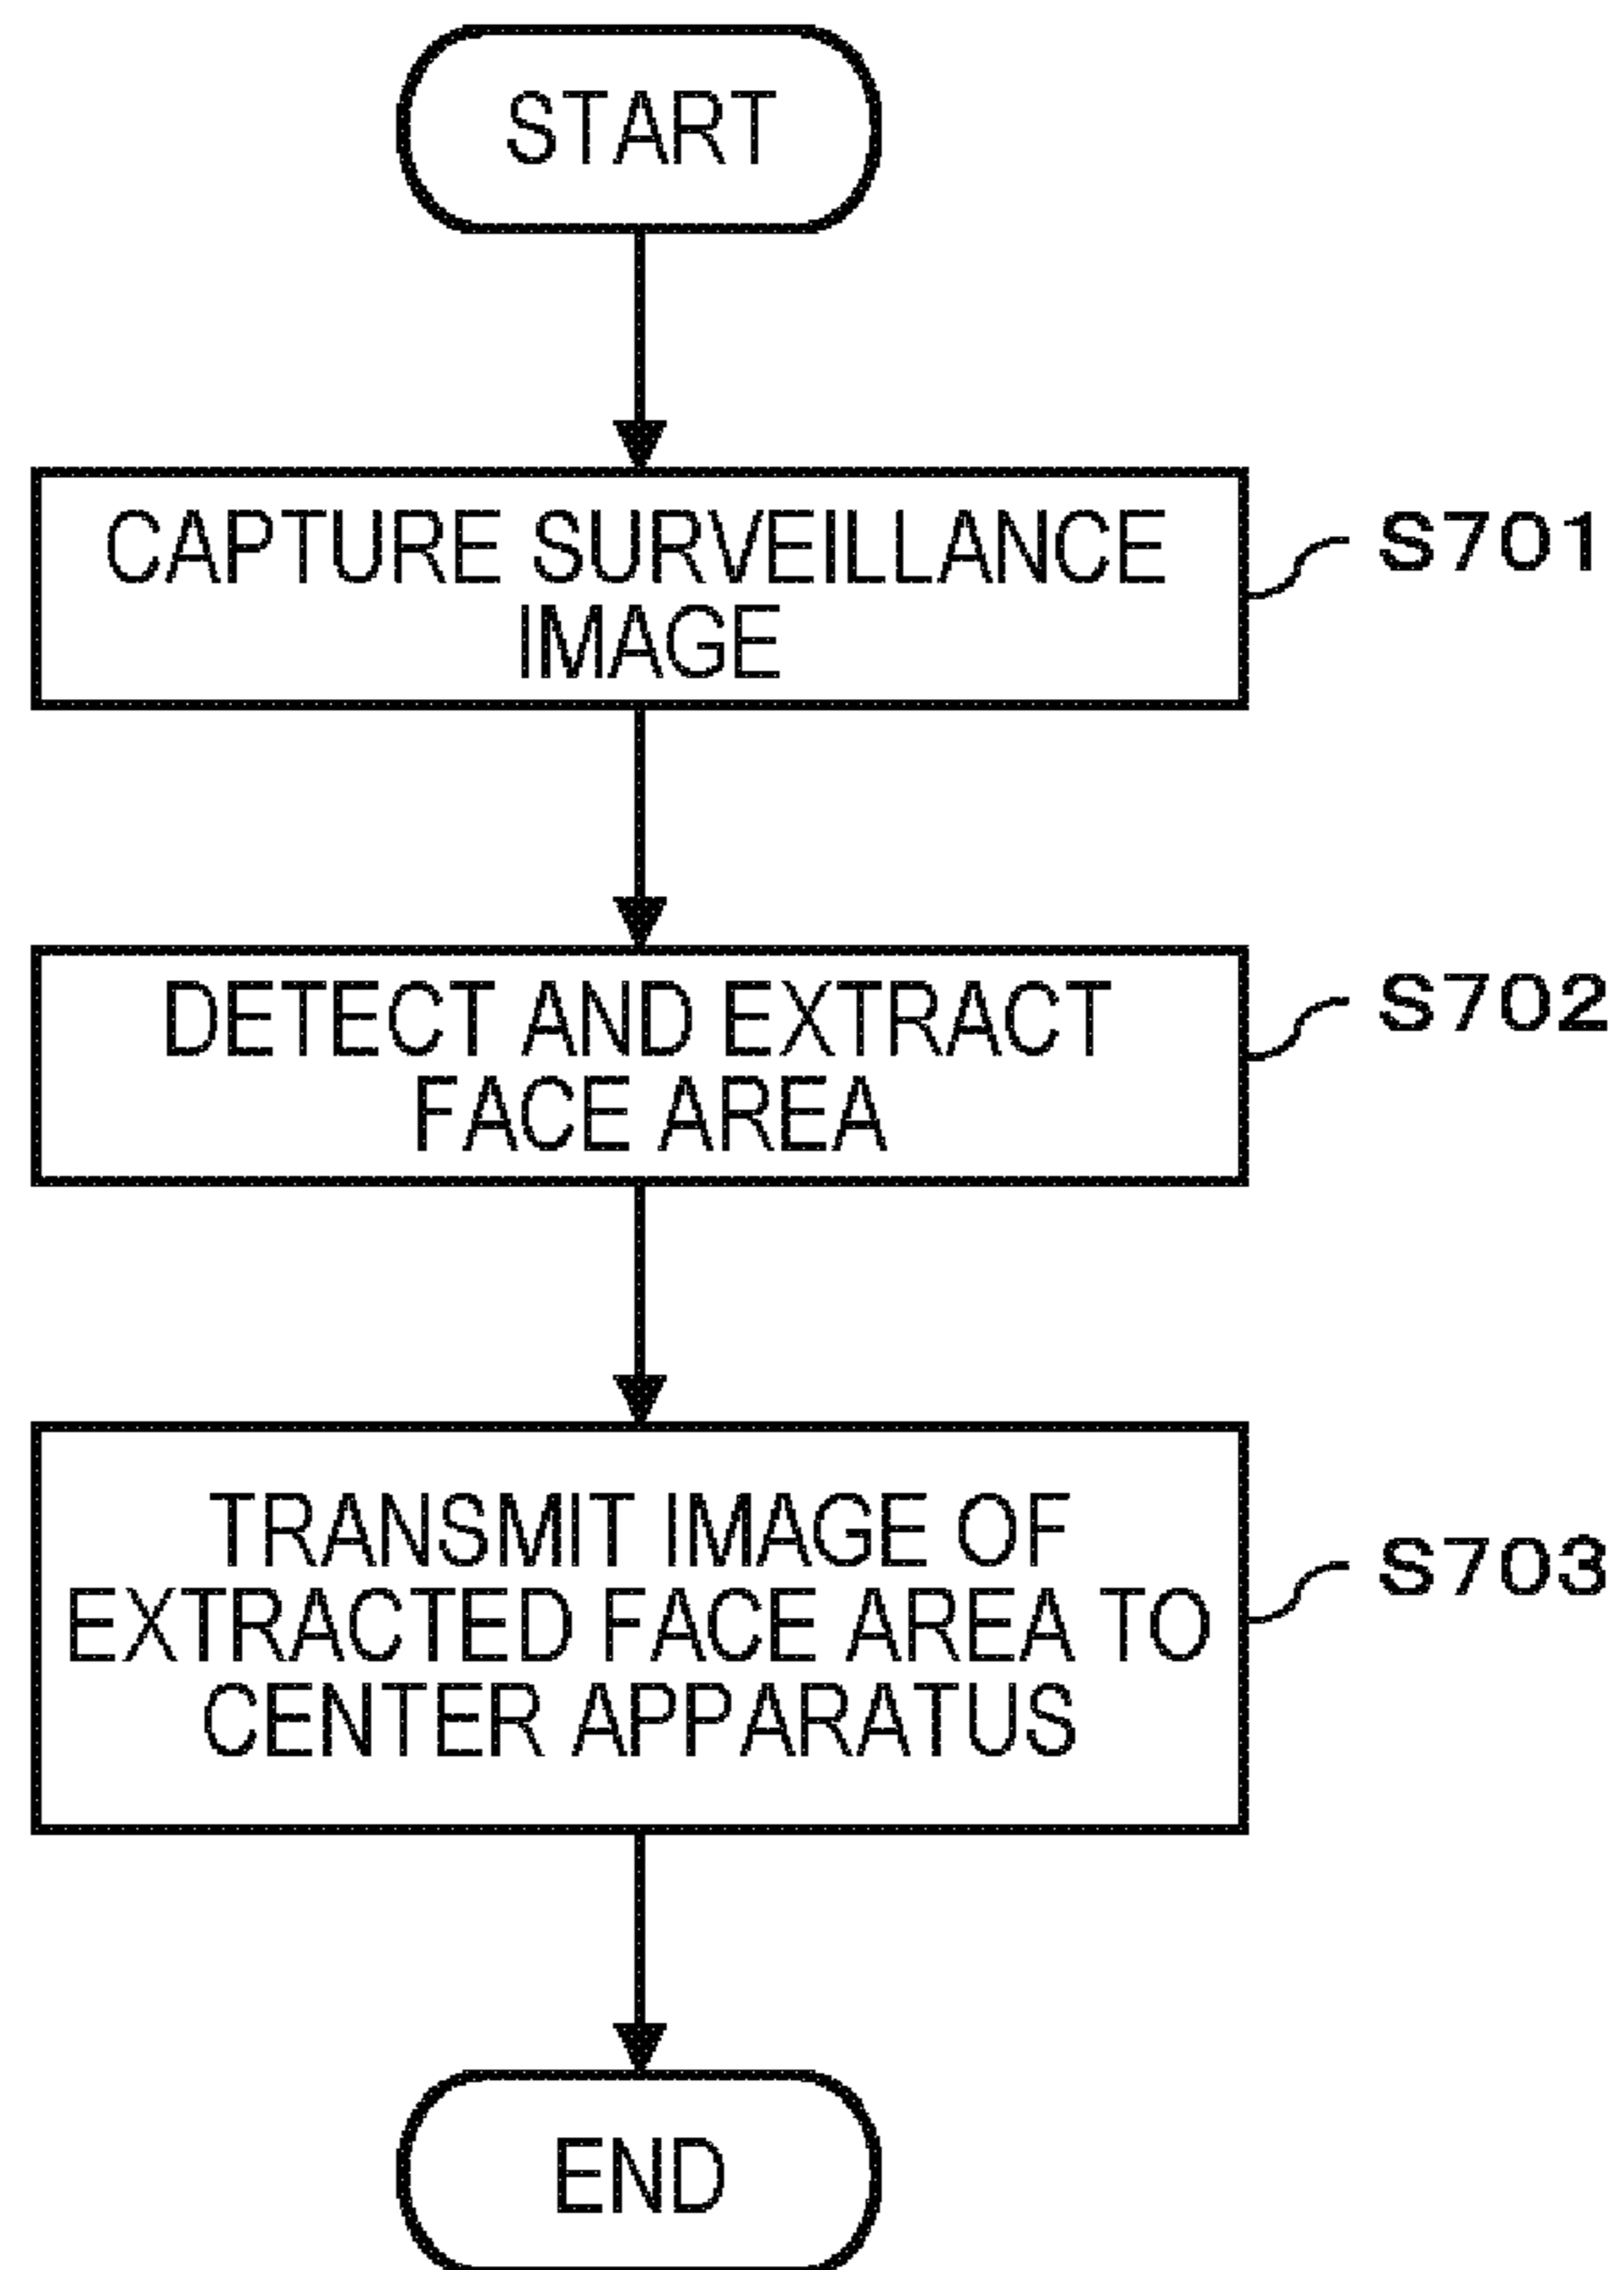 START
CAPTURE SURVEILLANCE
IMAGE
S701
DETECT AND EXTRACT
FACE AREA
S702
TRANSMIT IMAGE OF
EXTRACTED FACE AREA TO
CENTER APPARATUS
S703
END